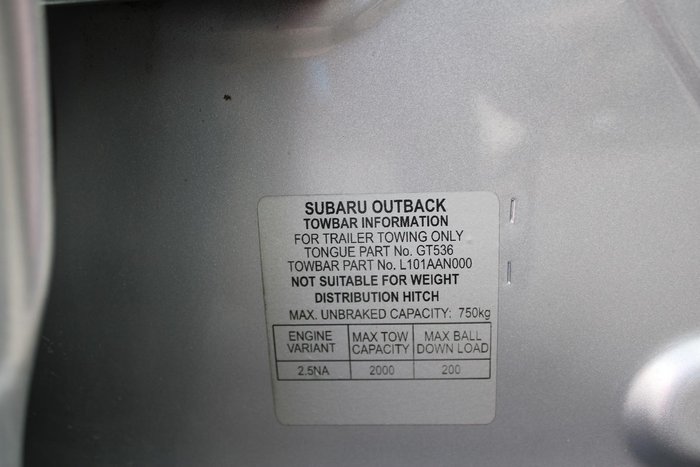 SUBARU OUTBACK
TOWBAR INFORMATION
FOR TRAILER TOWING ONLY
TONGUE PART No. GT536
TOWBAR PART No. L101AAN000
NOT SUITABLE FOR WEIGHT
DISTRIBUTION HITCH
MAX. UNBRAKED CAPACITY: 750kg
ENGINE VARIANT MAX TOW CAPACITY MAX BALL DOWN LOAD
2.5NA 2000 200